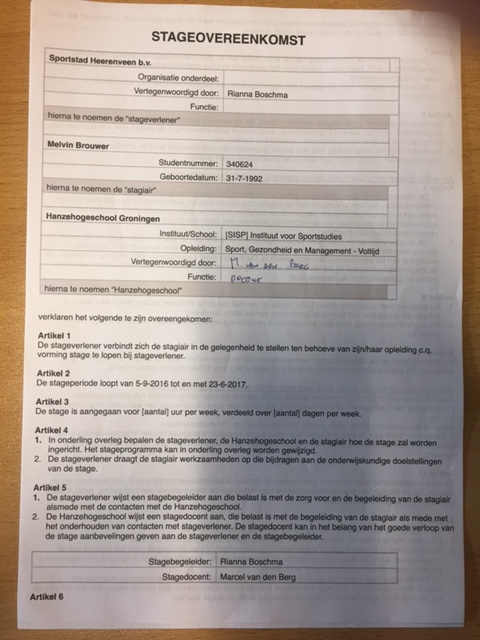 STAGEOVEREENKOMST
Sportstad Heerenveen b.v.
Organisatie onderdeel:
Vertegenwoordigd door: Rianna Boschma
Functie:
hierna te noemen de "stageverlener"
Melvin Brouwer
Studentnummer: 340624
Geboortedatum: 31-7-1992
hierna te noemen de "stagiair"
Hanzehogeschool Groningen
Instituut/School: [SISP] Instituut voor Sportstudies
Opleiding: Sport, Gezondheid en Management - Voltijd
Vertegenwoordigd door: M. van den Berg
Functie: Docent
hierna te noemen "Hanzehogeschool"
verklaren het volgende te zijn overeengekomen:
Artikel 1
De stageverlener verbindt zich de stagiair in de gelegenheid te stellen ten behoeve van zijn/haar opleiding c.q.
vorming stage te lopen bij stageverlener.
Artikel 2
De stageperiode loopt van 5-9-2016 tot en met 23-6-2017.
Artikel 3
De stage is aangegaan voor [aantal] uur per week, verdeeld over [aantal] dagen per week.
Artikel 4
1. In onderling overleg bepalen de stageverlener, de Hanzehogeschool en de stagiair hoe de stage zal worden
ingericht. Het stageprogramma kan in onderling overleg worden gewijzigd.
2. De stageverlener draagt de stagiair werkzaamheden op die bijdragen aan de onderwijskundige doelstellingen
van de stage.
Artikel 5
1. De stageverlener wijst een stagebegeleider aan die belast is met de zorg voor en de begeleiding van de stagiair
alsmede met de contacten met de Hanzehogeschool.
2. De Hanzehogeschool wijst een stagedocent aan, die belast is met de begeleiding van de stagiair als mede met
het onderhouden van contacten met stageverlener. De stagedocent kan in het belang van het goede verloop van
de stage aanbevelingen geven aan de stageverlener en de stagebegeleider.
Stagebegeleider: Rianna Boschma
Stagedocent: Marcel van den Berg
Artikel 6